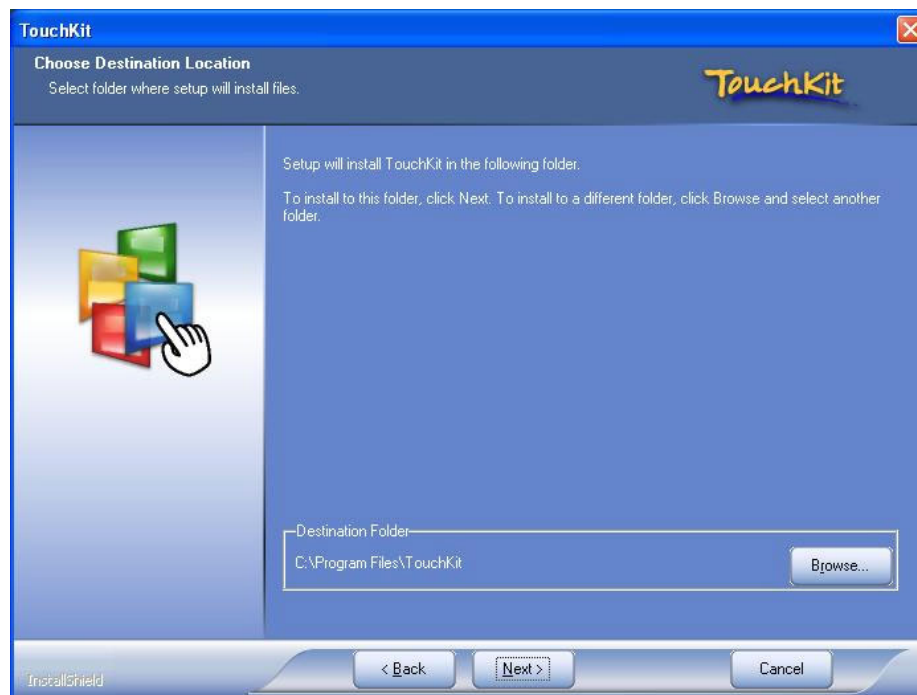 TouchKit
Choose Destination Location
Select folder where setup will install files.
TouchKit
Setup will install TouchKit in the following folder.
To install to this folder, click Next. To install to a different folder, click Browse and select another
folder.
Destination Folder
C:\Program Files\TouchKit
Browse...
InstallShield
< Back
Next >
Cancel